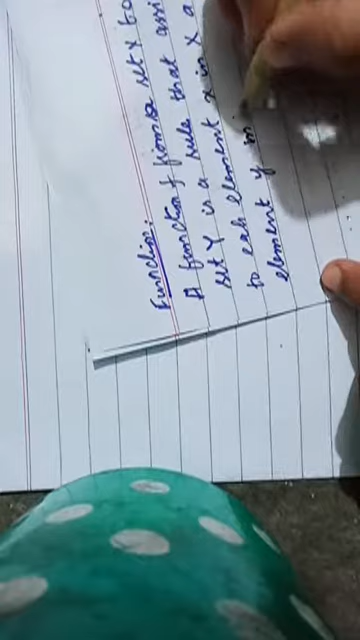 Function:
A function f from a set X to
set Y is a rule that assi
to each element x in X a
element y in